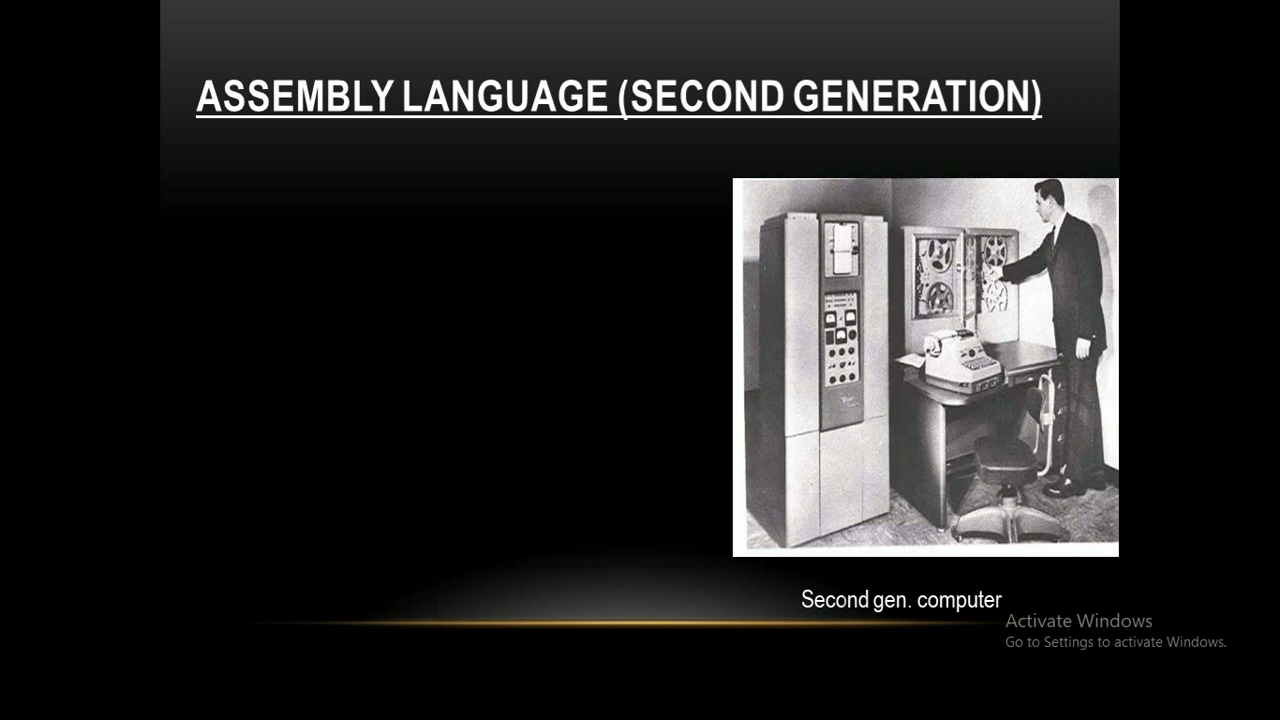 ASSEMBLY LANGUAGE (SECOND GENERATION)
Second gen. computer
Activate Windows
Go to Settings to activate Windows.